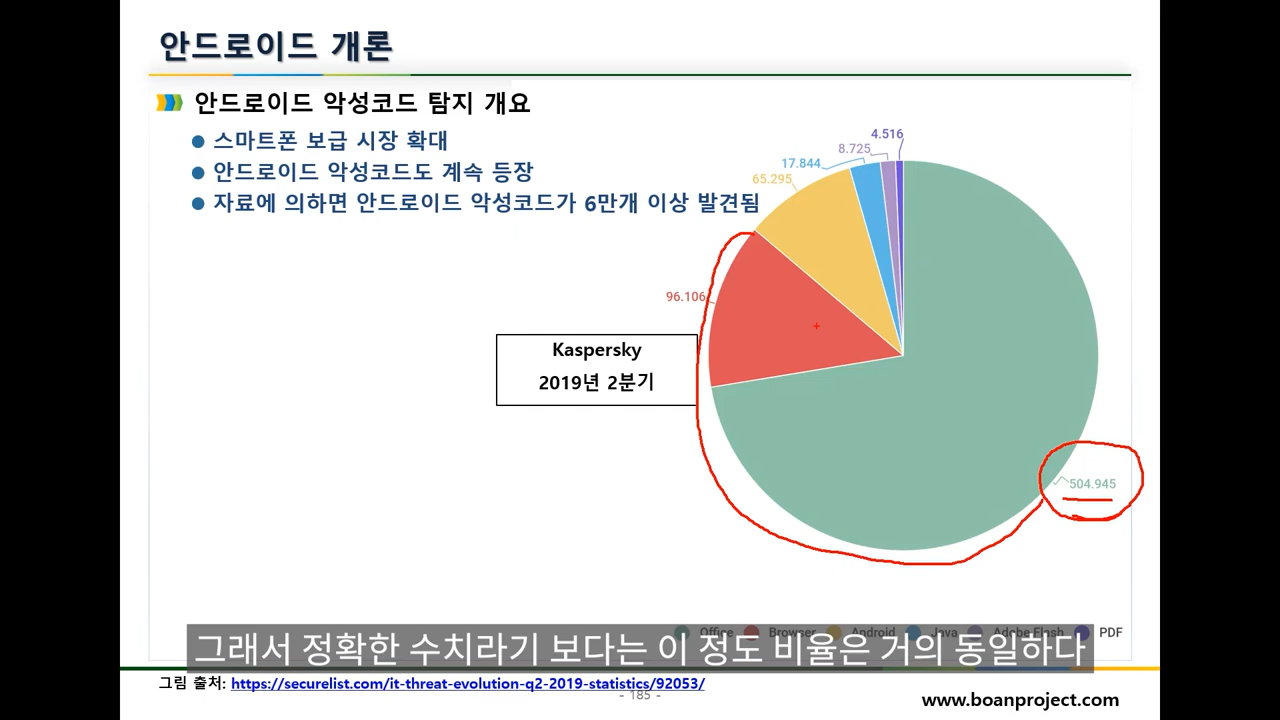 안드로이드 개론
안드로이드 악성코드 탐지 개요
스마트폰 보급 시장 확대
안드로이드 악성코드도 계속 등장
자료에 의하면 안드로이드 악성코드가 6만개 이상 발견됨
4.516
8.725
17.844
65.295
96.106
504.945
Kaspersky
2019년 2분기
Office Browser Android Java Adobe Flash PDF
그래서 정확한 수치라기 보다는 이 정도 비율은 거의 동일하다
그림 출처: https://securelist.com/it-threat-evolution-q2-2019-statistics/92053/
- 185 -
www.boanproject.com